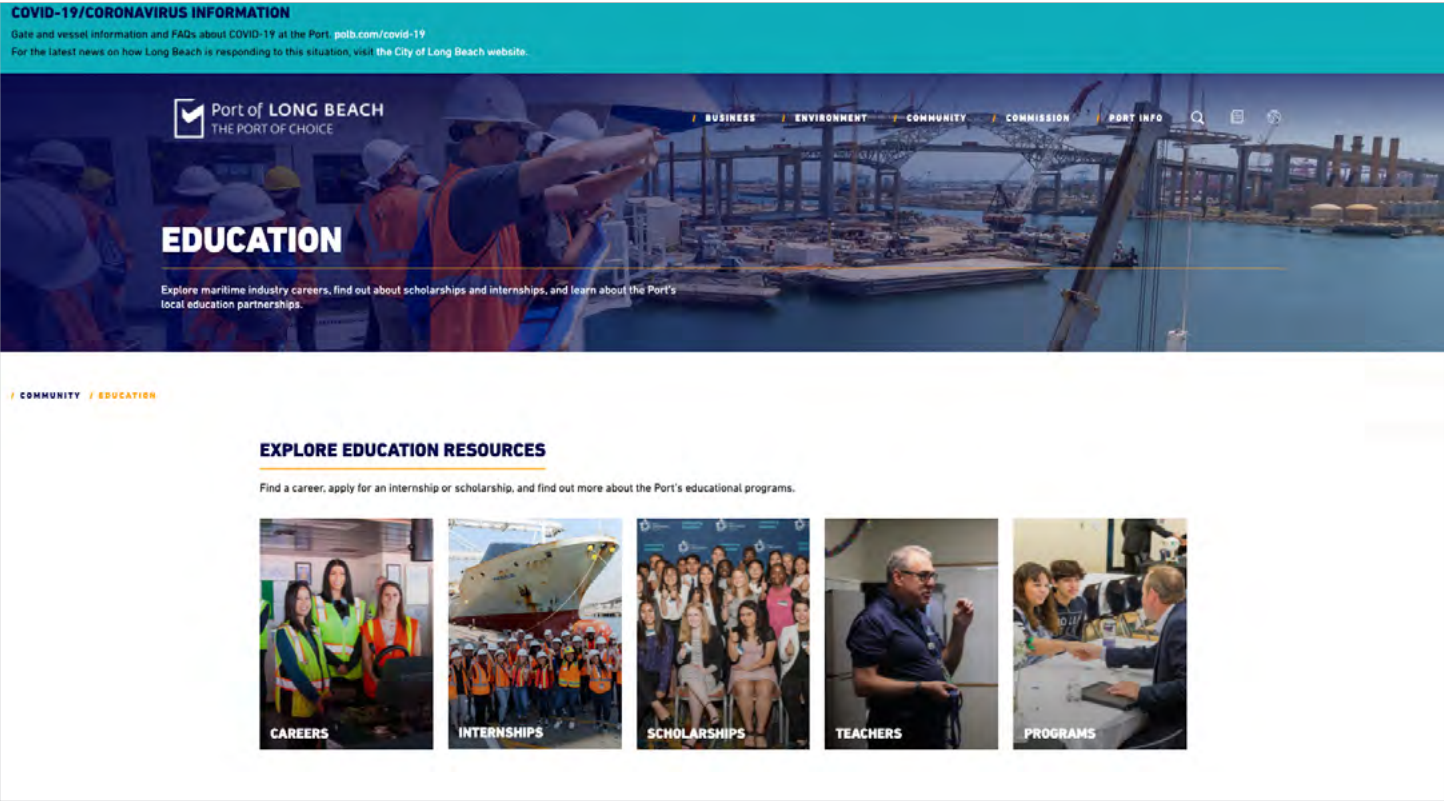 COVID-19/CORONAVIRUS INFORMATION
Gate and vessel information and FAQs about COVID-19 at the Port. polb.com/covid-19
For the latest news on how Long Beach is responding to this situation, visit the City of Long Beach website.
Port of LONG BEACH
THE PORT OF CHOICE
/ BUSINESS / ENVIRONMENT / COMMUNITY / COMMISSION / PORT INFO
EDUCATION
Explore maritime industry careers, find out about scholarships and internships, and learn about the Port's
local education partnerships.
/ COMMUNITY / EDUCATION
EXPLORE EDUCATION RESOURCES
Find a career, apply for an internship or scholarship, and find out more about the Port's educational programs.
CAREERS
INTERNSHIPS
SCHOLARSHIPS
TEACHERS
PROGRAMS